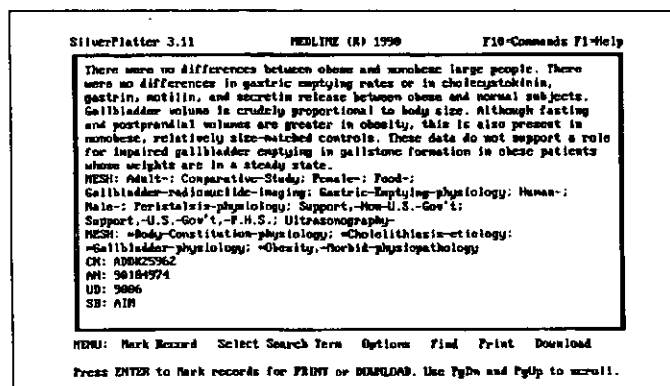 SilverPlatter 3.11 MEDLINE (R) 1990 F10=Commands F1=Help
There were no differences between obese and nonobese large people. There
were no differences in gastric emptying rates or in cholecystokinin,
gastrin, motilin, and secretin release between obese and normal subjects.
Gallbladder volume is crudely proportional to body size. Although fasting
and postprandial volumes are greater in obesity, this is also present in
nonobese, relatively size-matched controls. These data do not support a role
for impaired gallbladder emptying in gallstone formation in obese patients
whose weights are in a steady state.
MESH: Adult-; Comparative-Study; Female-; Food-;
Gallbladder-radionuclide-imaging; Gastric-Emptying-physiology; Human-;
Male-; Peristalsis-physiology; Support,-Non-U.S.-Gov't;
Support,-U.S.-Gov't,-P.H.S.; Ultrasonography-
MESH: *Body-Constitution-physiology; *Cholelithiasis-etiology;
*Gallbladder-physiology; *Obesity,-Morbid-physiopathology
CN: ADDK25962
AN: 90184974
UD: 9006
SB: AIM
MENU: Mark Record Select Search Term Options Find Print Download
Press ENTER to Mark records for PRINT or DOWNLOAD. Use PgDn and PgUp to scroll.